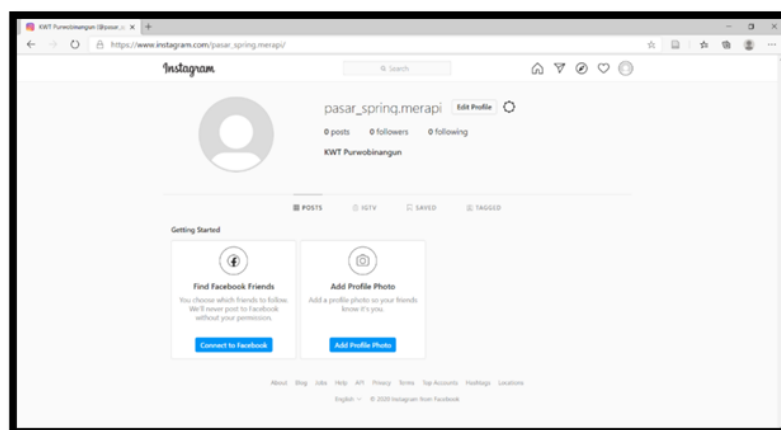 KWT Purwobinangun (@pasar_s
https://www.instagram.com/pasar_spring.merapi/
Instagram
Search
pasar_spring.merapi Edit Profile
0 posts 0 followers 0 following
KWT Purwobinangun
POSTS IGTV SAVED TAGGED
Getting Started
Find Facebook Friends
You choose which friends to follow.
We'll never post to Facebook
without your permission.
Connect to Facebook
Add Profile Photo
Add a profile photo so your friends
know it's you.
Add Profile Photo
About Blog Jobs Help API Privacy Terms Top Accounts Hashtags Locations
English © 2020 Instagram from Facebook